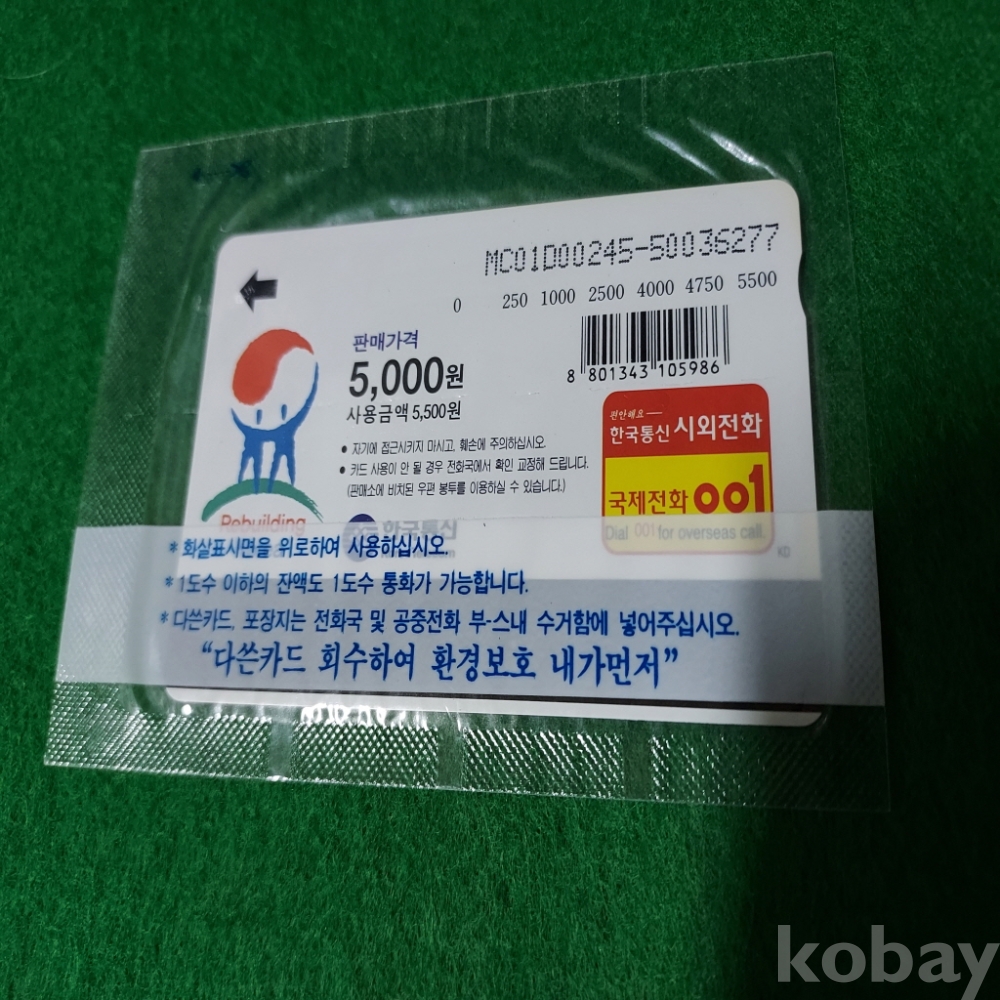 MC01D00245-50036277
0 250 1000 2500 4000 4750 5500
판매가격
5,000원
사용금액 5,500원
8 801343 105986
• 자기에 접근시키지 마시고, 훼손에 주의하십시오.
• 카드 사용이 안 될 경우 전화국에서 확인 교정해 드립니다.
(판매소에 비치된 우편 봉투를 이용하실 수 있습니다.)
편안해요
한국통신 시외전화
국제전화 001
Dial 001 for overseas call.
KD
Rebuilding
한국통신
* 화살표시면을 위로하여 사용하십시오.
* 1도수 이하의 잔액도 1도수 통화가 가능합니다.
* 다쓴카드, 포장지는 전화국 및 공중전화 부-스내 수거함에 넣어주십시오.
“다쓴카드 회수하여 환경보호 내가먼저”
kobay